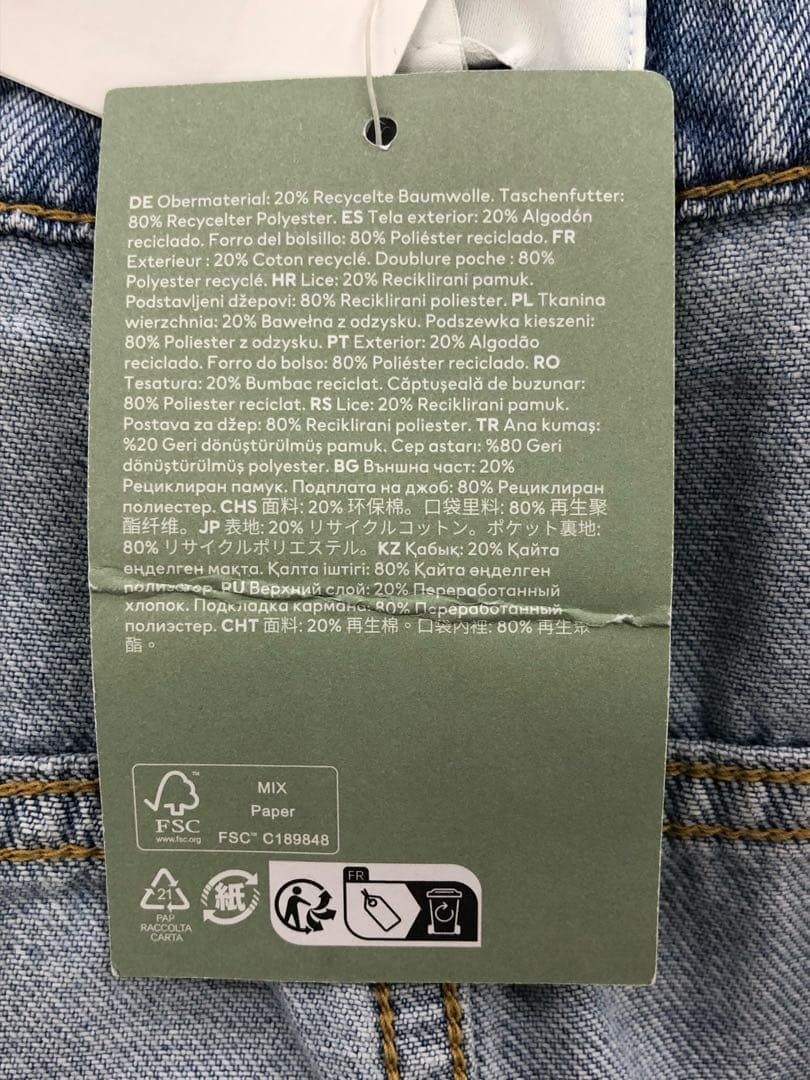 DE Obermaterial: 20% Recycelte Baumwolle. Taschenfutter:
80% Recycelter Polyester. ES Tela exterior: 20% Algodón
reciclado. Forro del bolsillo: 80% Poliéster reciclado. FR
Exterieur : 20% Coton recyclé. Doublure poche : 80%
Polyester recyclé. HR Lice: 20% Reciklirani pamuk.
Podstavljeni džepovi: 80% Reciklirani poliester. PL Tkanina
wierzchnia: 20% Bawełna z odzysku. Podszewka kieszeni:
80% Poliester z odzysku. PT Exterior: 20% Algodão
reciclado. Forro do bolso: 80% Poliéster reciclado. RO
Tesatura: 20% Bumbac reciclat. Căptușeală de buzunar:
80% Poliester reciclat. RS Lice: 20% Reciklirani pamuk.
Postava za džep: 80% Reciklirani poliester. TR Ana kumaş:
%20 Geri dönüştürülmüş pamuk. Cep astarı: %80 Geri
dönüştürülmüş polyester. BG Външна част: 20%
Рециклиран памук. Подплата на джоб: 80% Рециклиран
полиестер. CHS 面料: 20% 环保棉。口袋里料: 80% 再生聚
酯纤维。JP 表地: 20% リサイクルコットン。ポケット裏地:
80% リサイクルポリエステル。KZ Қабық: 20% Қайта
өңделген мақта. Қалта іштігі: 80% Қайта өңделген
полиэстер. RU Верхний слой: 20% Переработанный
хлопок. Подкладка кармана: 80% Переработанный
полиэстер. CHT 面料: 20% 再生棉。口袋內裡: 80% 再生聚
酯。
MIX
Paper
FSC™ C189848
FSC
www.fsc.org
21
PAP
RACCOLTA
CARTA
紙
FR